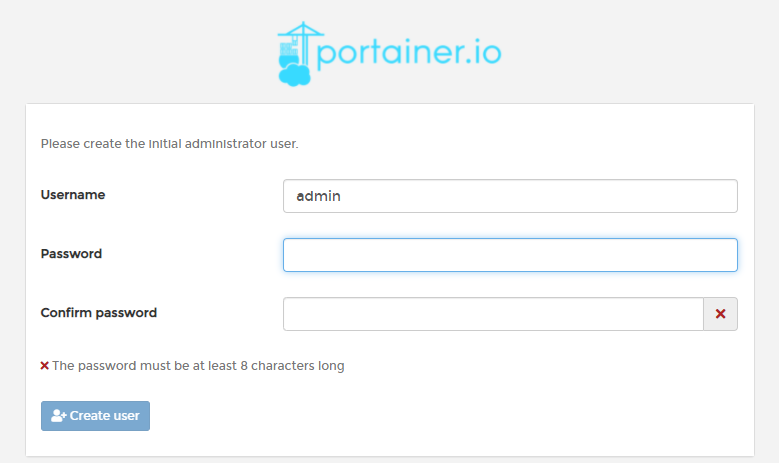 portainer.io
Please create the initial administrator user.
Username
admin
Password
Confirm password
The password must be at least 8 characters long
Create user